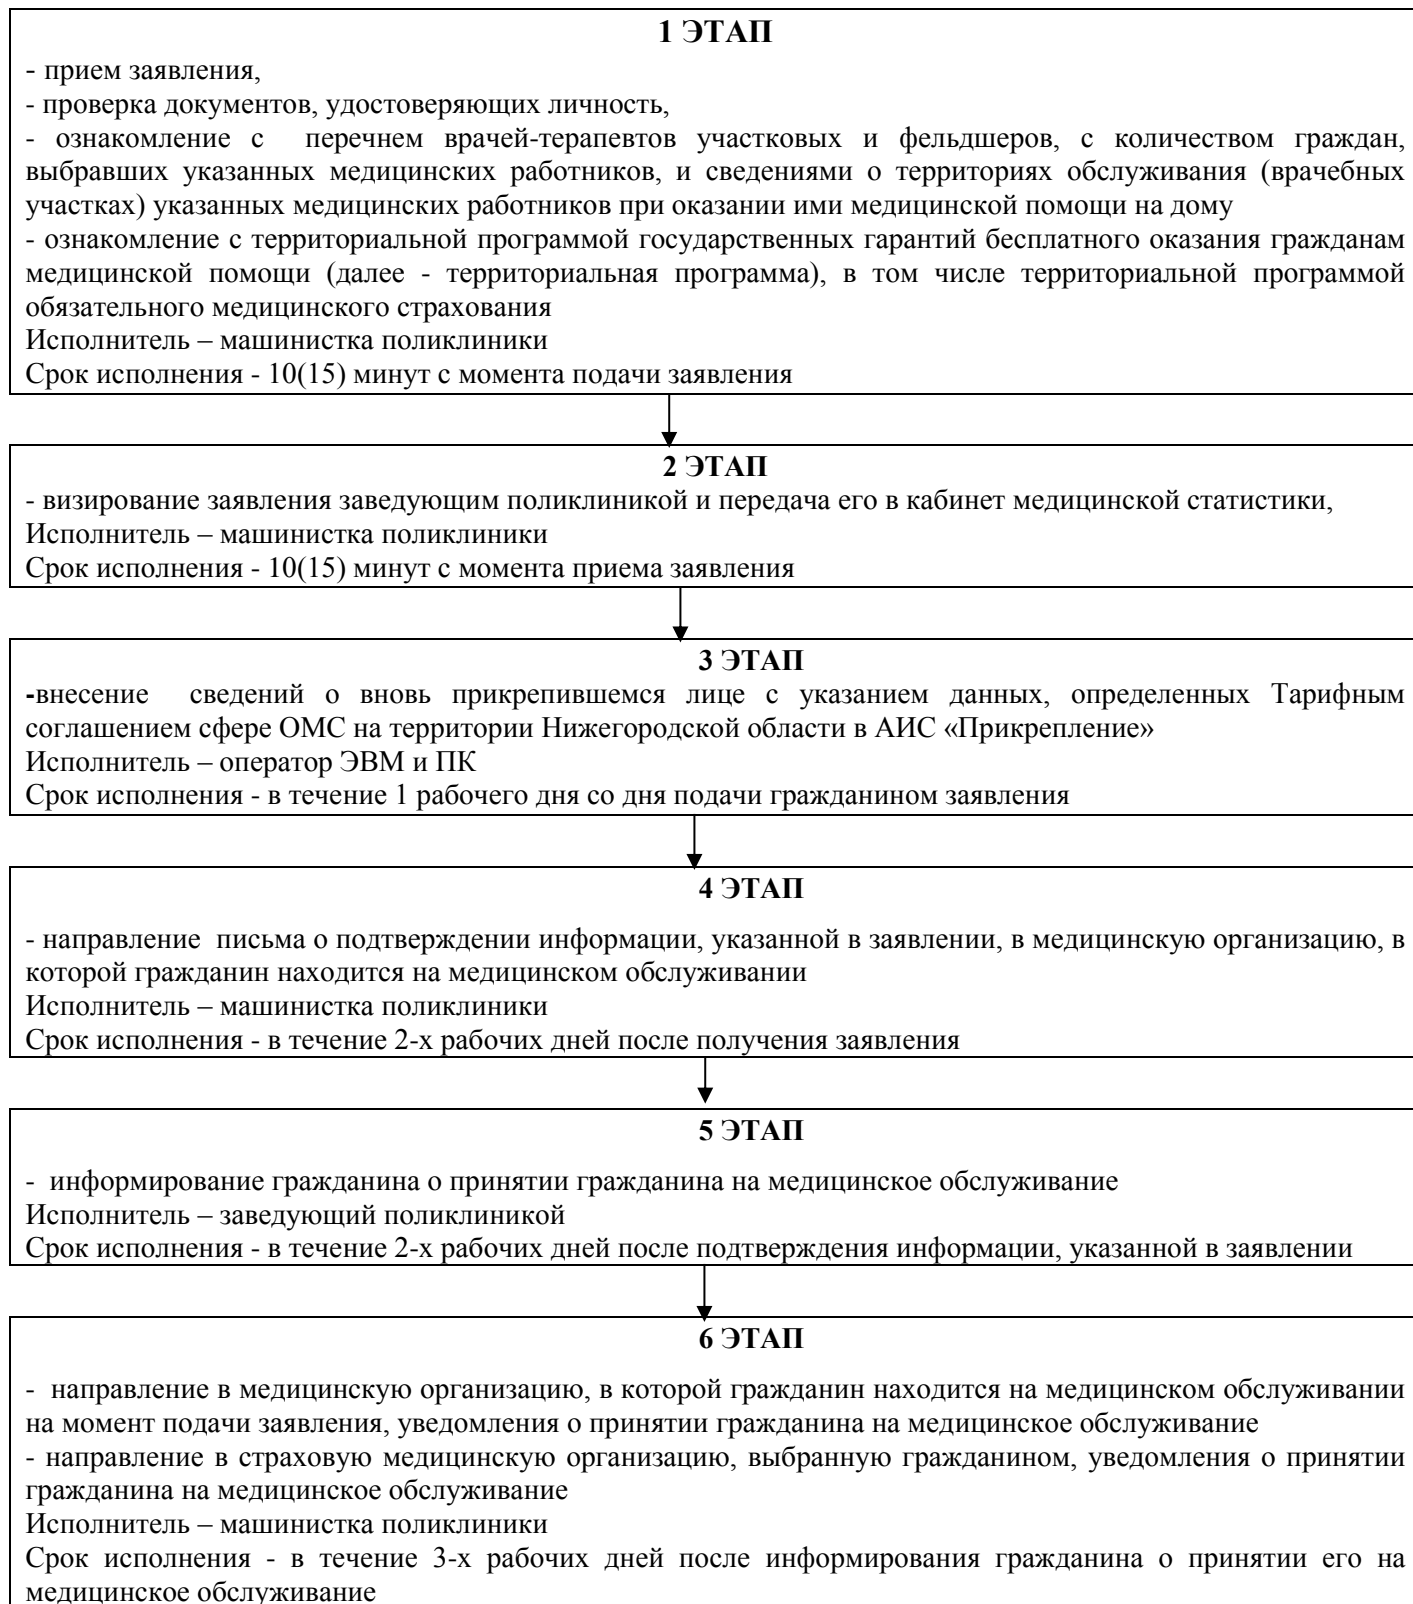 1 ЭТАП
- прием заявления,
- проверка документов, удостоверяющих личность,
- ознакомление с перечнем врачей-терапевтов участковых и фельдшеров, с количеством граждан,
выбравших указанных медицинских работников, и сведениями о территориях обслуживания (врачебных
участках) указанных медицинских работников при оказании ими медицинской помощи на дому
- ознакомление с территориальной программой государственных гарантий бесплатного оказания гражданам
медицинской помощи (далее - территориальная программа), в том числе территориальной программой
обязательного медицинского страхования
Исполнитель – машинистка поликлиники
Срок исполнения - 10(15) минут с момента подачи заявления
2 ЭТАП
- визирование заявления заведующим поликлиникой и передача его в кабинет медицинской статистики,
Исполнитель – машинистка поликлиники
Срок исполнения - 10(15) минут с момента приема заявления
3 ЭТАП
-внесение сведений о вновь прикрепившемся лице с указанием данных, определенных Тарифным
соглашением сфере ОМС на территории Нижегородской области в АИС «Прикрепление»
Исполнитель – оператор ЭВМ и ПК
Срок исполнения - в течение 1 рабочего дня со дня подачи гражданином заявления
4 ЭТАП
- направление письма о подтверждении информации, указанной в заявлении, в медицинскую организацию, в
которой гражданин находится на медицинском обслуживании
Исполнитель – машинистка поликлиники
Срок исполнения - в течение 2-х рабочих дней после получения заявления
5 ЭТАП
- информирование гражданина о принятии гражданина на медицинское обслуживание
Исполнитель – заведующий поликлиникой
Срок исполнения - в течение 2-х рабочих дней после подтверждения информации, указанной в заявлении
6 ЭТАП
- направление в медицинскую организацию, в которой гражданин находится на медицинском обслуживании
на момент подачи заявления, уведомления о принятии гражданина на медицинское обслуживание
- направление в страховую медицинскую организацию, выбранную гражданином, уведомления о принятии
гражданина на медицинское обслуживание
Исполнитель – машинистка поликлиники
Срок исполнения - в течение 3-х рабочих дней после информирования гражданина о принятии его на
медицинское обслуживание